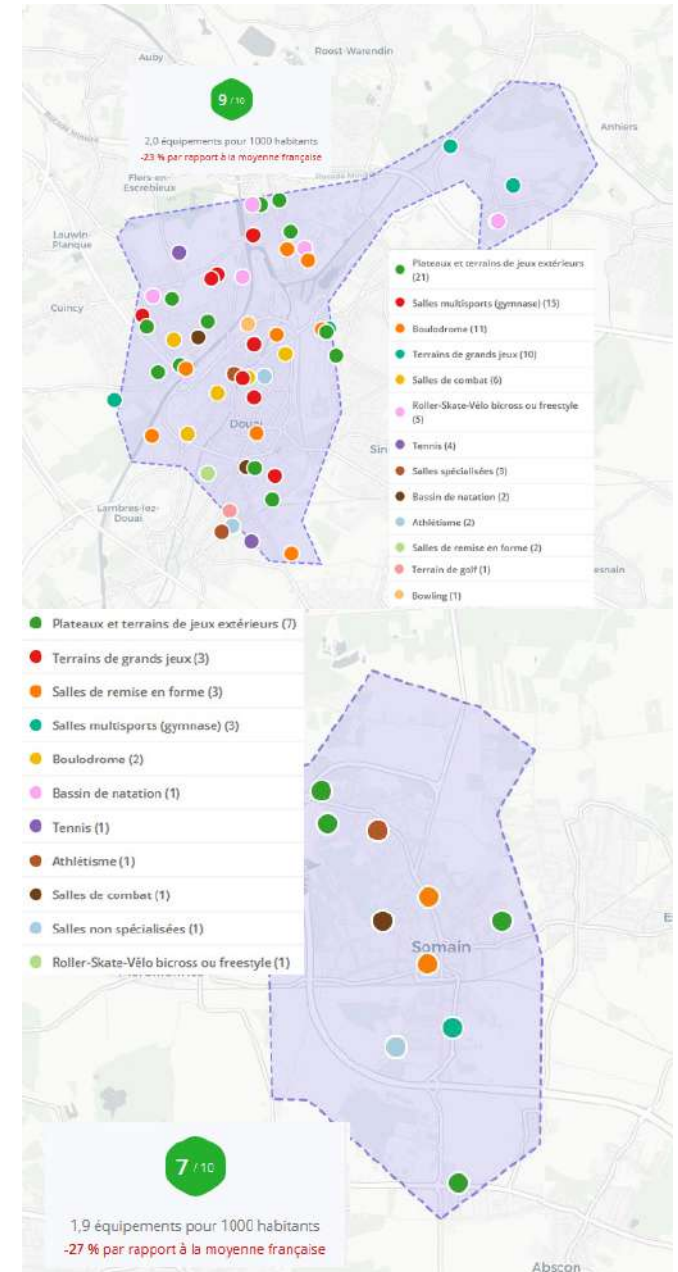 Auby
Roost-Warendin
9 /10
2,0 équipements pour 1000 habitants
-23 % par rapport à la moyenne française
Anhiers
Flers-en-
Escrebieux
Lauwin-
Planque
Cuincy
Douai
Sin
Lambres-lez-
Douai
esnain
Plateaux et terrains de jeux extérieurs
(21)
Salles multisports (gymnase) (15)
Boulodrome (11)
Terrains de grands jeux (10)
Salles de combat (6)
Roller-Skate-Vélo bicross ou freestyle
(5)
Tennis (4)
Salles spécialisées (3)
Bassin de natation (2)
Athlétisme (2)
Salles de remise en forme (2)
Terrain de golf (1)
Bowling (1)
Plateaux et terrains de jeux extérieurs (7)
Terrains de grands jeux (3)
Salles de remise en forme (3)
Salles multisports (gymnase) (3)
Boulodrome (2)
Bassin de natation (1)
Tennis (1)
Athlétisme (1)
Salles de combat (1)
Salles non spécialisées (1)
Roller-Skate-Vélo bicross ou freestyle (1)
E
Somain
7 /10
1,9 équipements pour 1000 habitants
-27 % par rapport à la moyenne française
Abscon